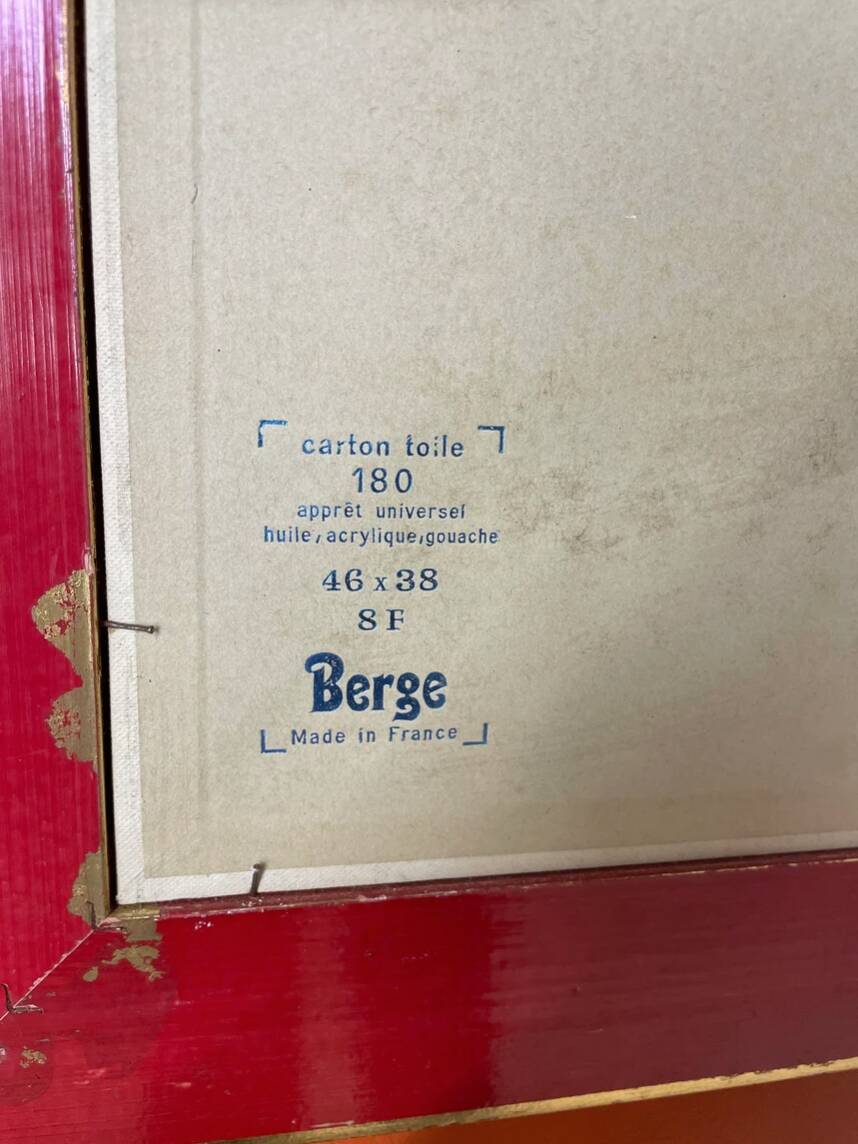 carton toile
180
apprêt universel
huile, acrylique, gouache
46 x 38
8 F
Berge
Made in France